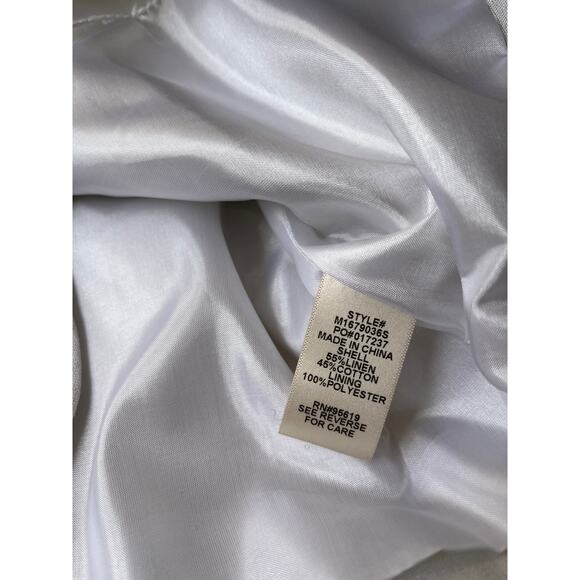 STYLE#
M1679036S
PO#017237
MADE IN CHINA
SHELL
55%LINEN
45%COTTON
LINING
100%POLYESTER
RN#95619
SEE REVERSE
FOR CARE